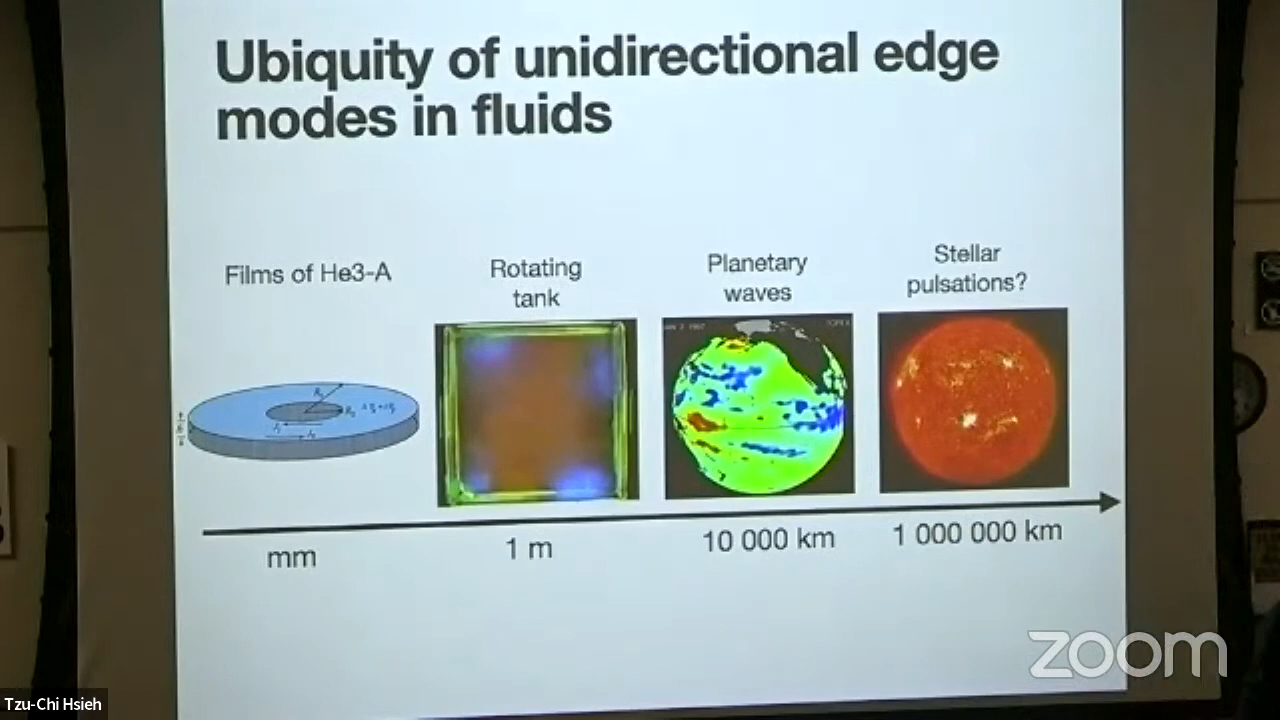 Ubiquity of unidirectional edge
modes in fluids
Films of He3-A
Rotating
tank
Planetary
waves
Stellar
pulsations?
mm
1 m
10 000 km
1 000 000 km
zoom
Tzu-Chi Hsieh